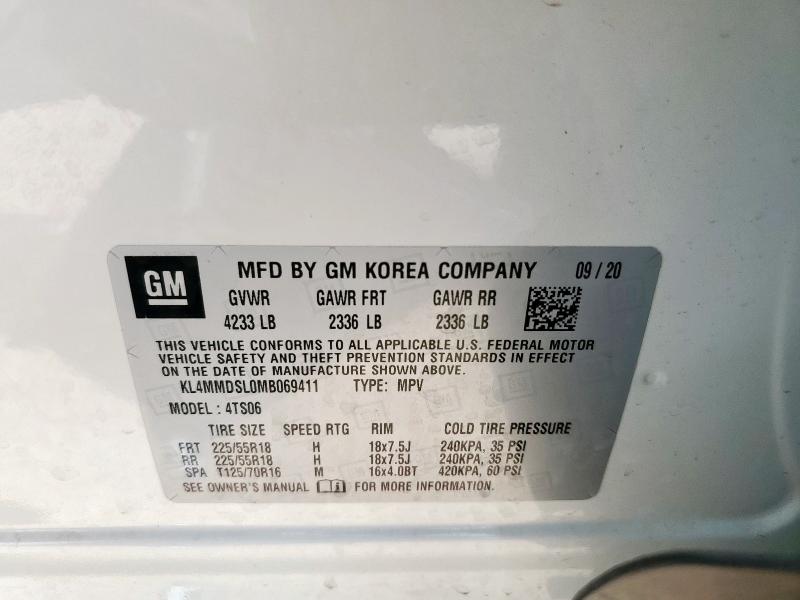 GM MFD BY GM KOREA COMPANY 09 / 20
GVWR GAWR FRT GAWR RR
4233 LB 2336 LB 2336 LB
THIS VEHICLE CONFORMS TO ALL APPLICABLE U.S. FEDERAL MOTOR
VEHICLE SAFETY AND THEFT PREVENTION STANDARDS IN EFFECT
ON THE DATE OF MANUFACTURE SHOWN ABOVE.
KL4MMDSL0MB069411 TYPE: MPV
MODEL : 4TS06
TIRE SIZE SPEED RTG RIM COLD TIRE PRESSURE
FRT 225/55R18 H 18x7.5J 240KPA, 35 PSI
RR 225/55R18 H 18x7.5J 240KPA, 35 PSI
SPA T125/70R16 M 16x4.0BT 420KPA, 60 PSI
SEE OWNER'S MANUAL FOR MORE INFORMATION.